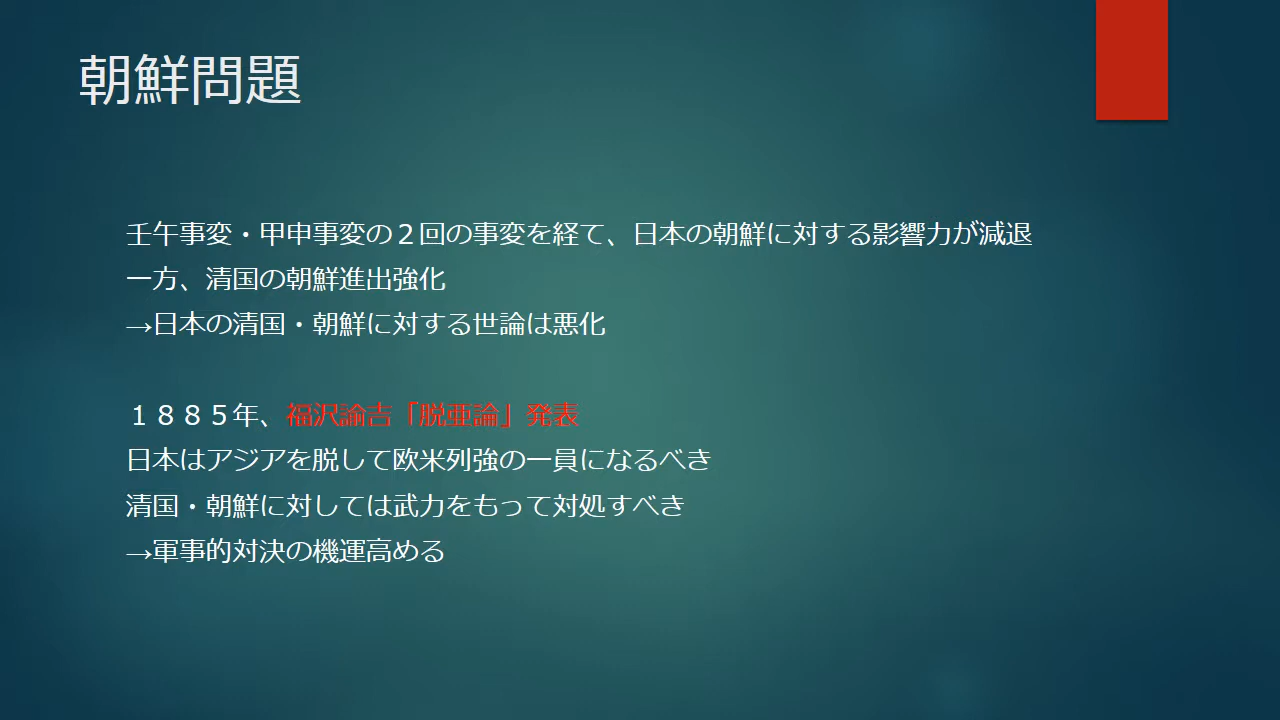 朝鮮問題
壬午事変・甲申事変の２回の事変を経て、日本の朝鮮に対する影響力が減退
一方、清国の朝鮮進出強化
→日本の清国・朝鮮に対する世論は悪化
１８８５年、福沢諭吉「脱亜論」発表
日本はアジアを脱して欧米列強の一員になるべき
清国・朝鮮に対しては武力をもって対処すべき
→軍事的対決の機運高める